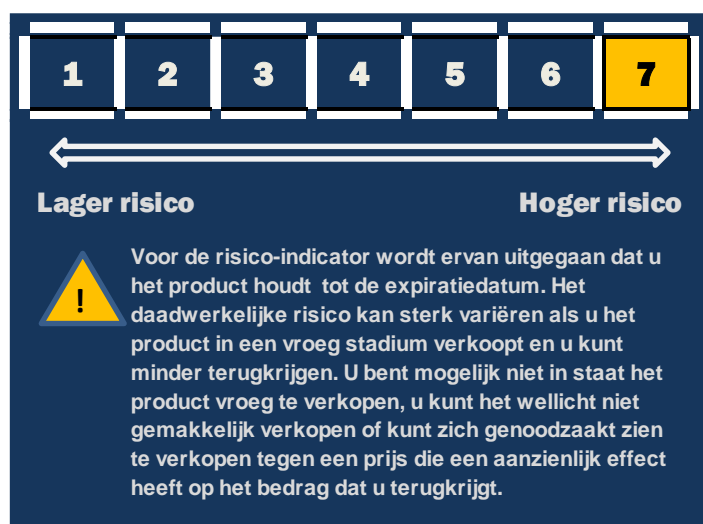 1 2 3 4 5 6 7
Lager risico Hoger risico
Voor de risico-indicator wordt ervan uitgegaan dat u
het product houdt tot de expiratiedatum. Het
!
daadwerkelijke risico kan sterk variëren als u het
product in een vroeg stadium verkoopt en u kunt
minder terugkrijgen. U bent mogelijk niet in staat het
product vroeg te verkopen, u kunt het wellicht niet
gemakkelijk verkopen of kunt zich genoodzaakt zien
te verkopen tegen een prijs die een aanzienlijk effect
heeft op het bedrag dat u terugkrijgt.